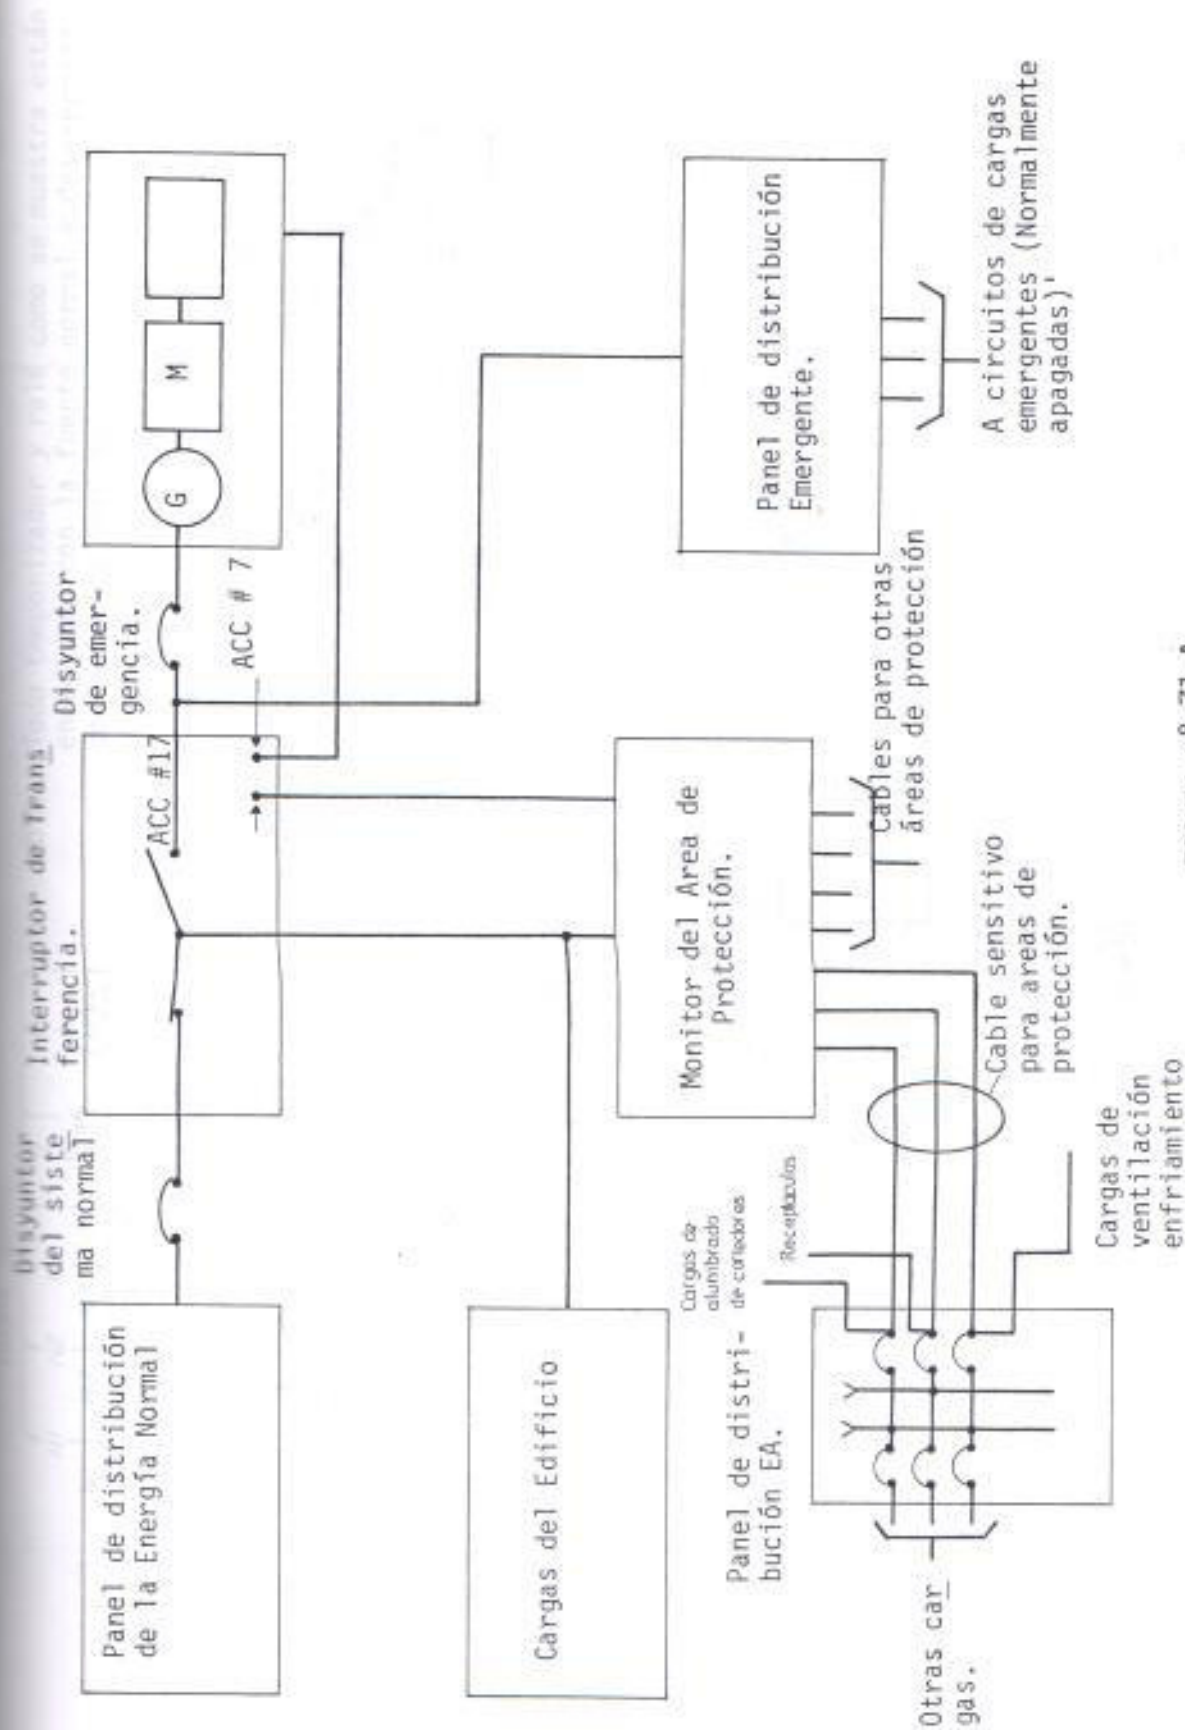 Disyuntor
del siste
ma normal
Interruptor de Trans
ferencia.
Disyuntor
de emer-
gencia.
Panel de distribución
de la Energía Normal
ACC #17
ACC # 7
G
M
Cargas del Edificio
Monitor del Area de
Protección.
Panel de distribución
Emergente.
Cables para otras
áreas de protección
A circuitos de cargas
emergentes (Normalmente
apagadas)'
Cargas de
alumbrado
de corredores
Receptaculos
Panel de distri-
bución EA.
Cable sensitivo
para areas de
protección.
Cargas de
ventilación
enfriamiento
Otras car
gas.